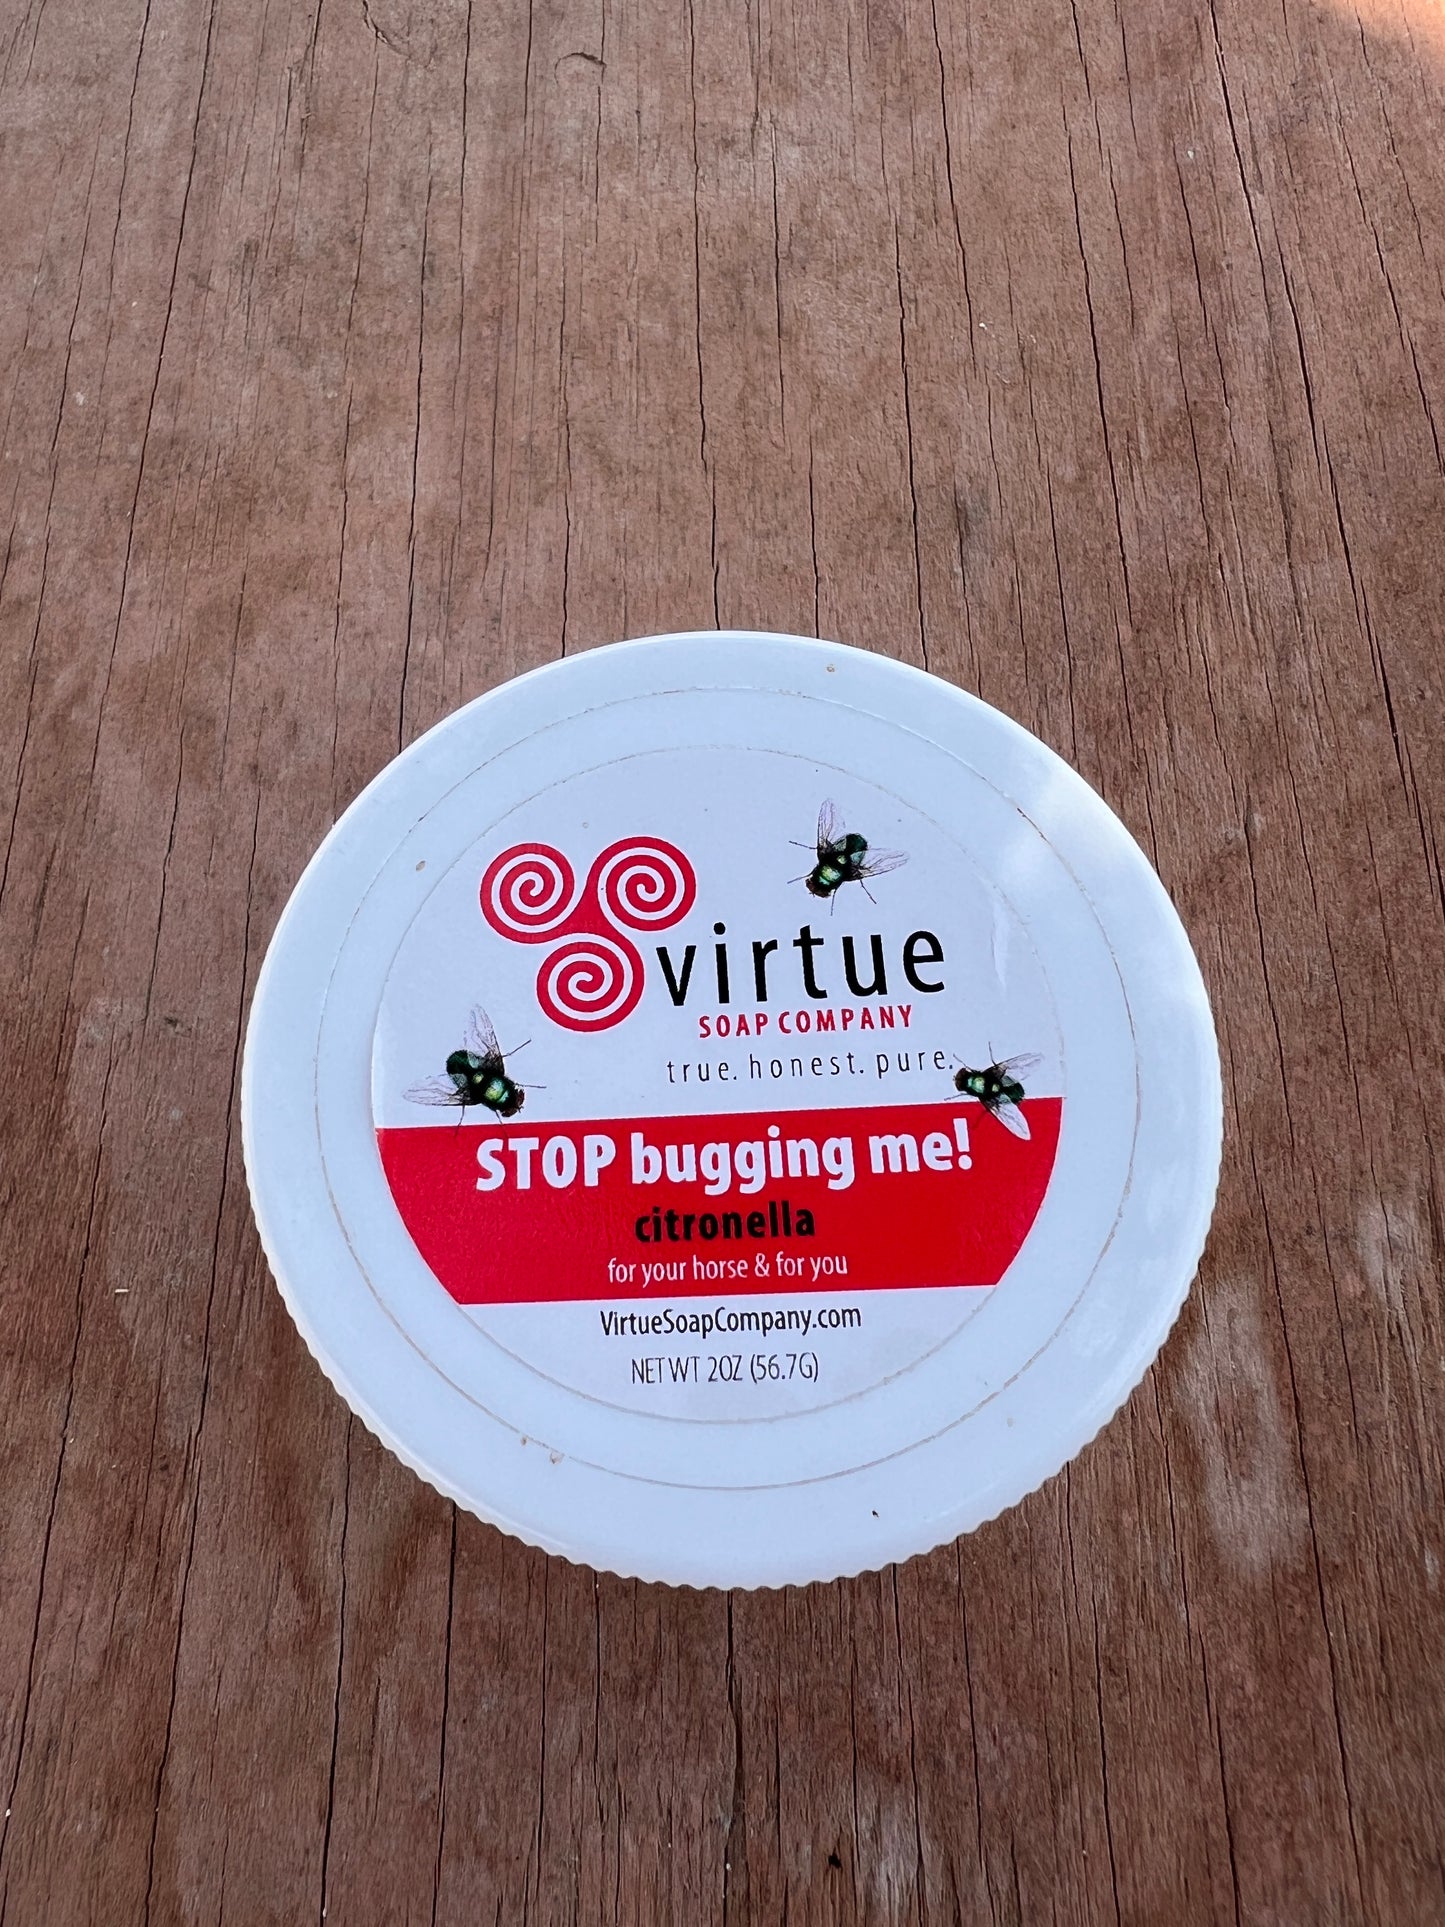 virtue
SOAP COMPANY
true. honest. pure.
STOP bugging me!
citronella
for your horse & for you
VirtueSoapCompany.com
NET WT 2OZ (56.7G)